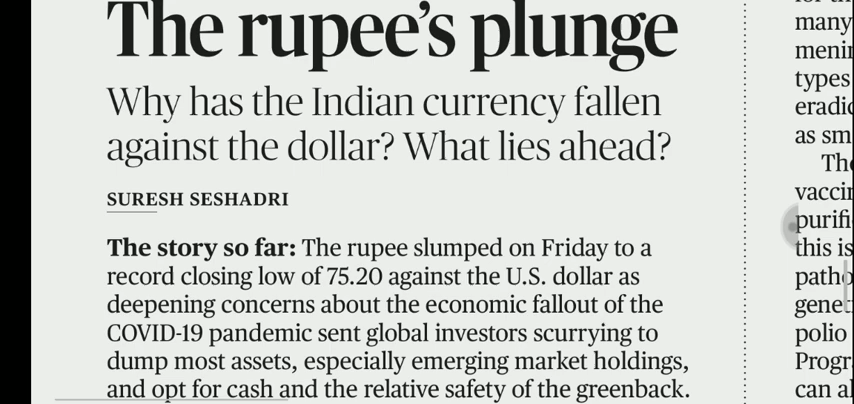 The rupee's plunge
Why has the Indian currency fallen
against the dollar? What lies ahead?
SURESH SESHADRI
The story so far: The rupee slumped on Friday to a
record closing low of 75.20 against the U.S. dollar as
deepening concerns about the economic fallout of the
COVID-19 pandemic sent global investors scurrying to
dump most assets, especially emerging market holdings,
and opt for cash and the relative safety of the greenback.
many
types
as sm
this is
polio
can al